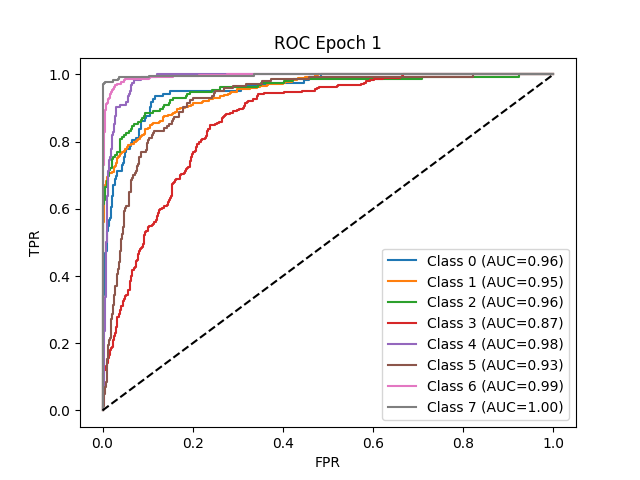 ROC Epoch 1
TPR
1.0
0.8
0.6
0.4
0.2
0.0
Class 0 (AUC=0.96)
Class 1 (AUC=0.95)
Class 2 (AUC=0.96)
Class 3 (AUC=0.87)
Class 4 (AUC=0.98)
Class 5 (AUC=0.93)
Class 6 (AUC=0.99)
Class 7 (AUC=1.00)
0.0 0.2 0.4 0.6 0.8 1.0
FPR